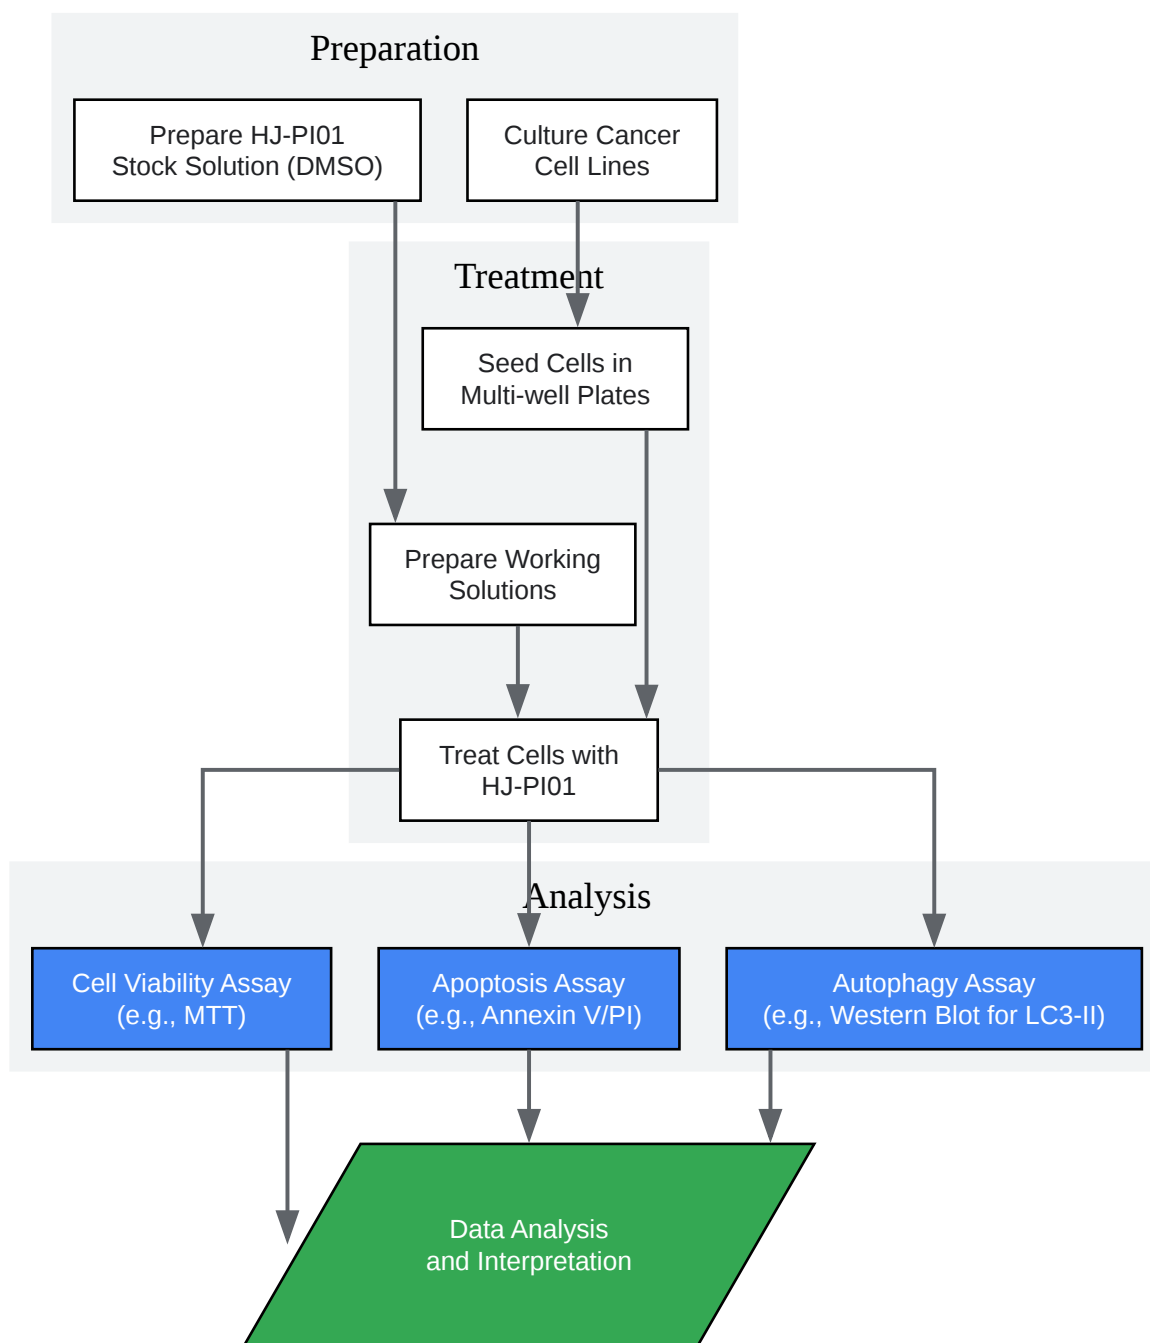 Preparation
Prepare HJ-PI01
Stock Solution (DMSO)
Culture Cancer
Cell Lines
Treatment
Seed Cells in
Multi-well Plates
Prepare Working
Solutions
Treat Cells with
HJ-PI01
Analysis
Cell Viability Assay
(e.g., MTT)
Apoptosis Assay
(e.g., Annexin V/PI)
Autophagy Assay
(e.g., Western Blot for LC3-II)
Data Analysis
and Interpretation